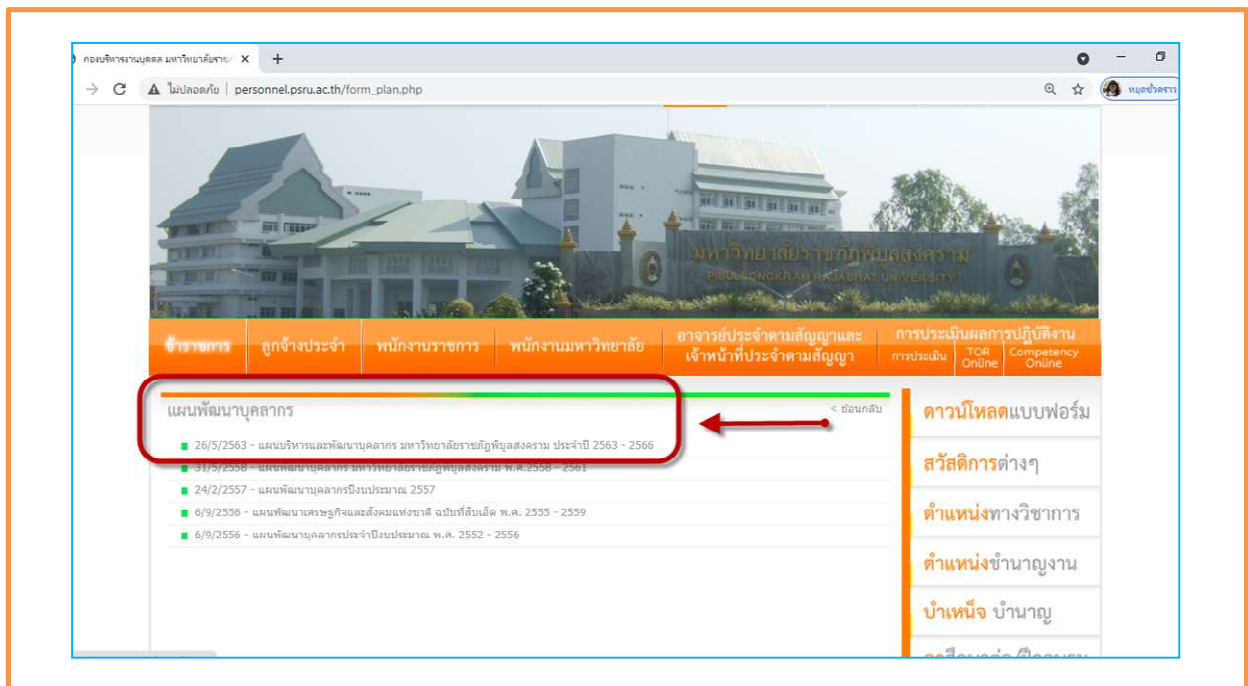 กองบริหารงานบุคคล มหาวิทยาลัยราช
ไม่ปลอดภัย | personnel.psru.ac.th/form_plan.php
หยุดชั่วคราว
มหาวิทยาลัยราชภัฏพิบูลสงคราม
PIBULSONGKRAM RAJABHAT UNIVERSITY
ข้าราชการ
ลูกจ้างประจำ
พนักงานราชการ
พนักงานมหาวิทยาลัย
อาจารย์ประจำตามสัญญาและ
เจ้าหน้าที่ประจำตามสัญญา
การประเมินผลการปฏิบัติงาน
การประเมิน
TOR
Online
Competency
Online
แผนพัฒนาบุคลากร
< ย้อนกลับ
26/5/2563 - แผนบริหารและพัฒนาบุคลากร มหาวิทยาลัยราชภัฏพิบูลสงคราม ประจำปี 2563 - 2566
31/5/2558 - แผนพัฒนาบุคลากร มหาวิทยาลัยราชภัฏพิบูลสงคราม พ.ศ.2558 - 2561
24/2/2557 - แผนพัฒนาบุคลากรปีงบประมาณ 2557
6/9/2556 - แผนพัฒนาเศรษฐกิจและสังคมแห่งชาติ ฉบับที่สิบเอ็ด พ.ศ. 2555 - 2559
6/9/2556 - แผนพัฒนาบุคลากรประจำปีงบประมาณ พ.ศ. 2552 - 2556
ดาวน์โหลดแบบฟอร์ม
สวัสดิการต่างๆ
ตำแหน่งทางวิชาการ
ตำแหน่งชำนาญงาน
บำเหน็จ บำนาญ